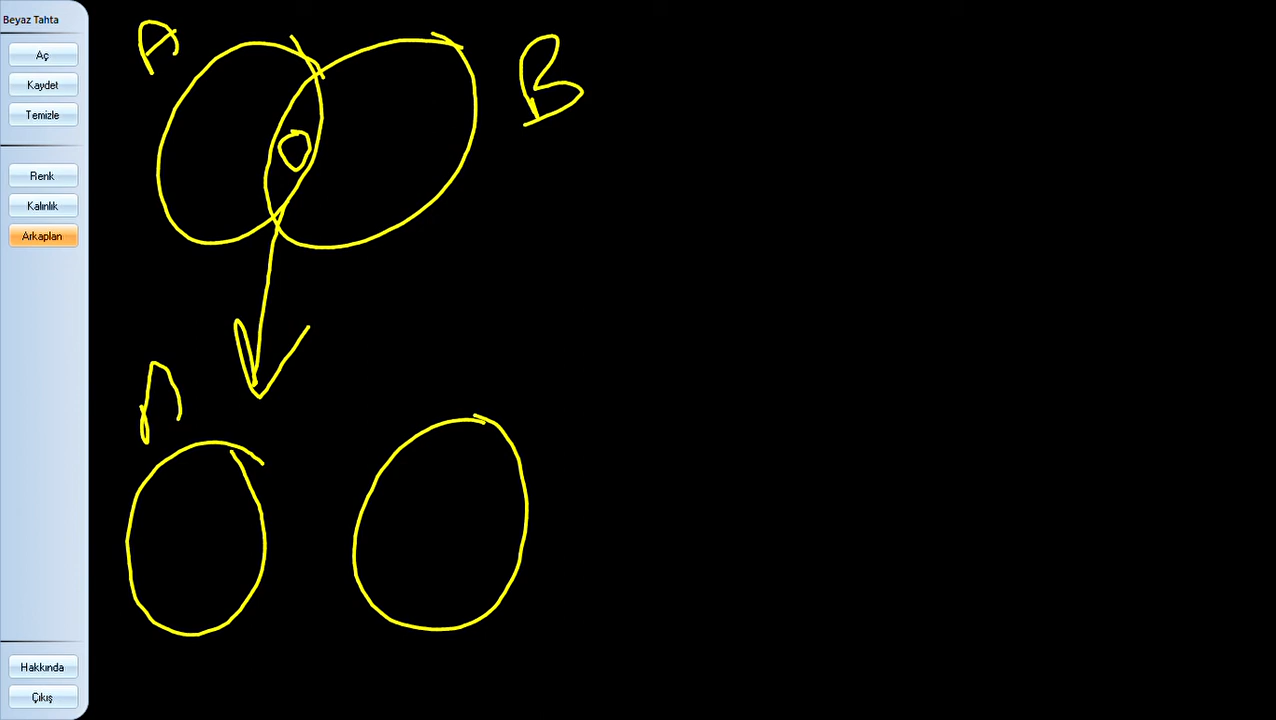 Beyaz Tahta
Aç
Kaydet
Temizle
Renk
Kalınlık
Arkaplan
Hakkında
Çıkış
A
B